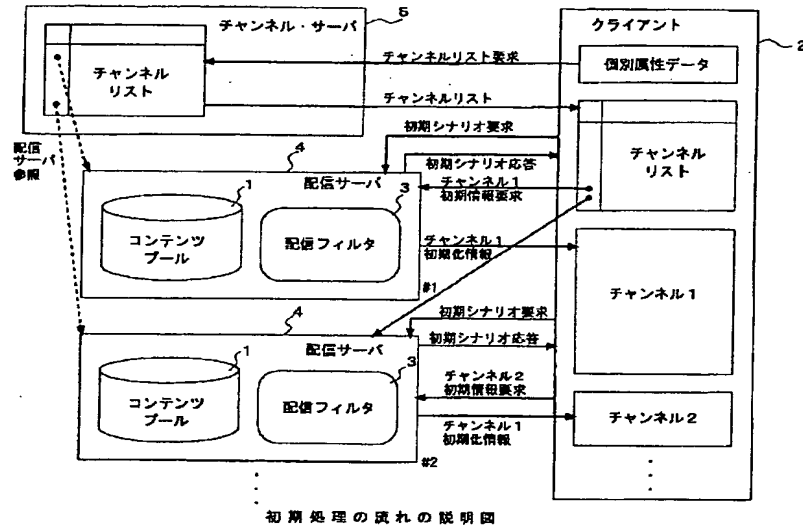 チャンネル・サーバ
5
チャンネル
リスト
クライアント
2
個別属性データ
チャンネルリスト要求
チャンネルリスト
チャンネル
リスト
配信
サーバ
参照
初期シナリオ要求
初期シナリオ応答
4
配信サーバ
1
コンテンツ
プール
3
配信フィルタ
#1
チャンネル1
初期情報要求
チャンネル1
初期化情報
チャンネル1
4
配信サーバ
1
コンテンツ
プール
3
配信フィルタ
#2
初期シナリオ要求
初期シナリオ応答
チャンネル2
初期情報要求
チャンネル1
初期化情報
チャンネル2
初期処理の流れの説明図